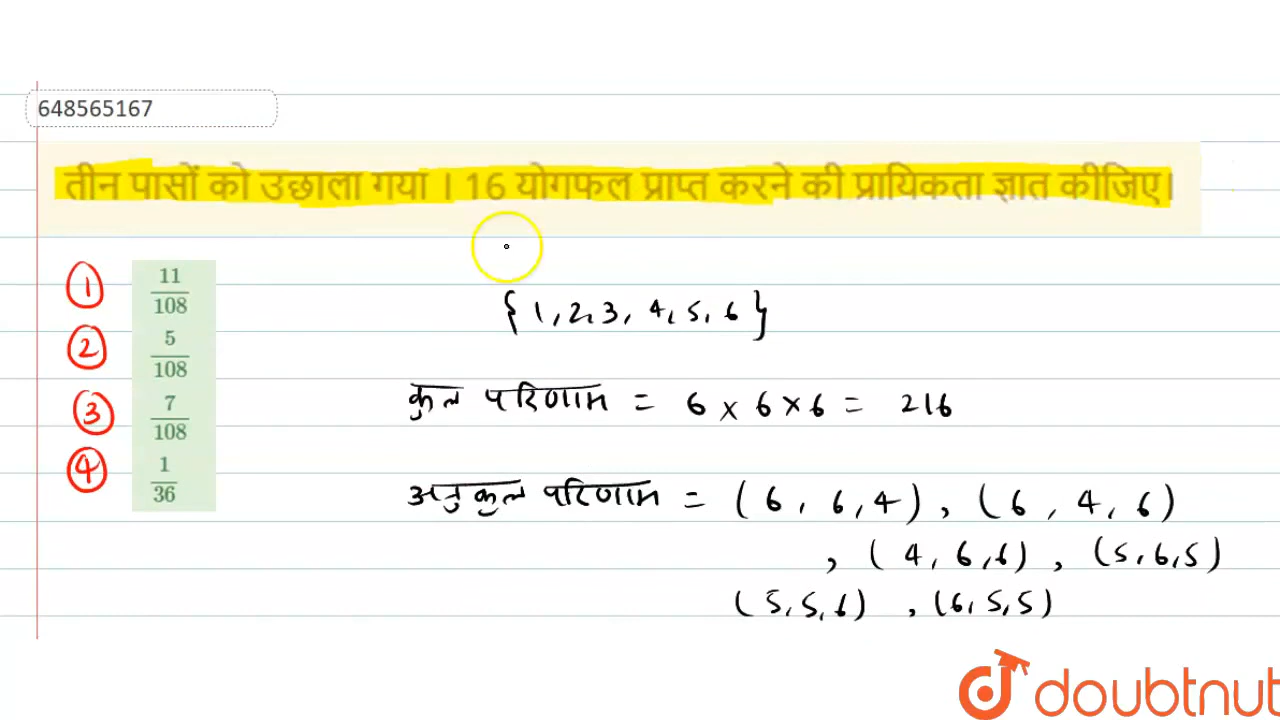 648565167
तीन पासों को उछाला गया । 16 योगफल प्राप्त करने की प्रायिकता ज्ञात कीजिए।
{1,2,3, 4,5,6}
1 11/108
2 5/108
3 7/108
4 1/36
कुल परिणाम = 6 x 6 x 6 = 216
अनुकुल परिणाम = (6, 6,4), (6, 4,6)
, (4,6,6), (5,6,5)
(5,5,6), (6,5,5)
doubtnut